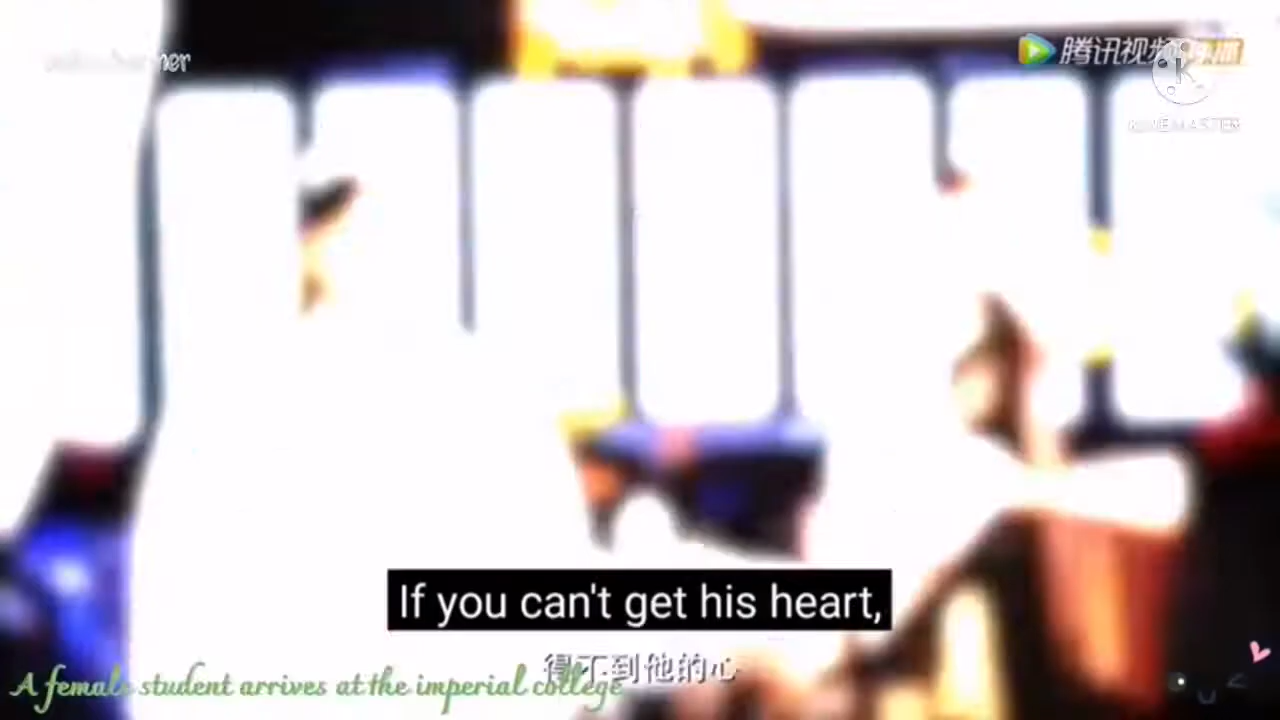 腾讯视频
KINEMASTER
If you can't get his heart,
得不到他的心
A female student arrives at the imperial college